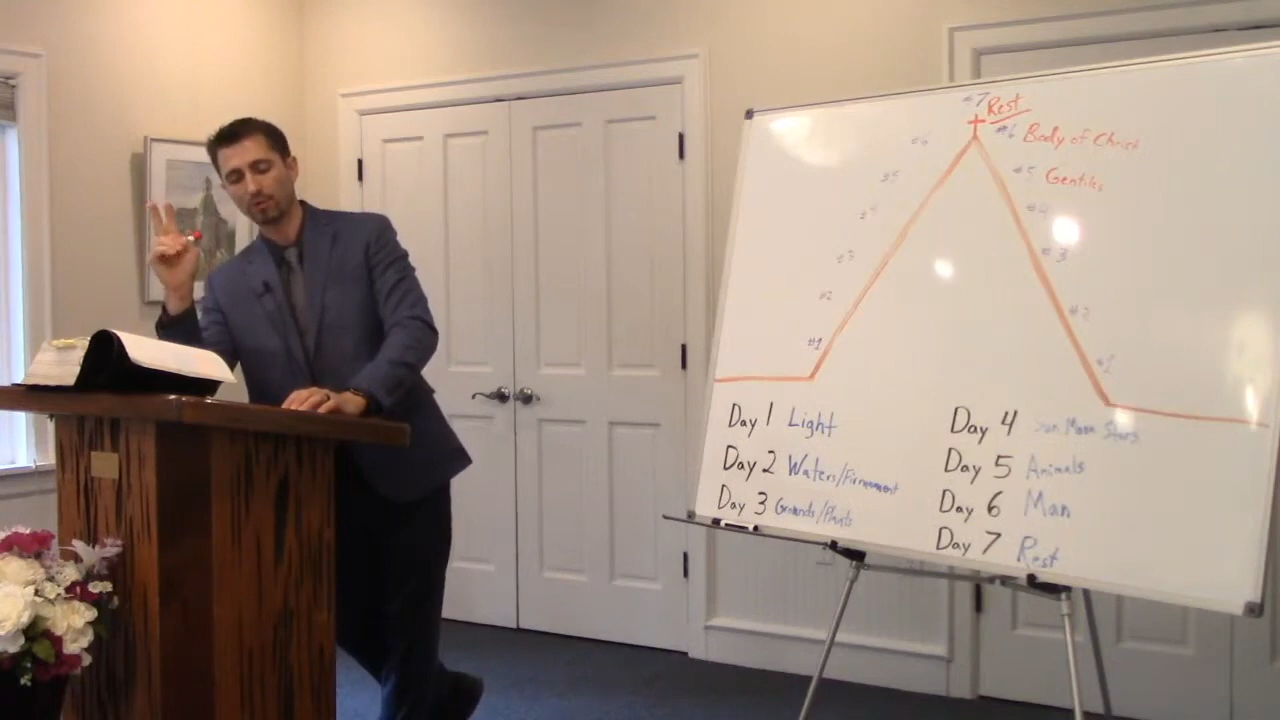 #7 Rest
#6 #6 Body of Christ
#5 #5 Gentiles
#4 #4
#3 #3
#2 #2
#1 #1
Day 1 Light
Day 2 Waters/Firmament
Day 3 Grounds/Plants
Day 4 Sun Moon Stars
Day 5 Animals
Day 6 Man
Day 7 Rest